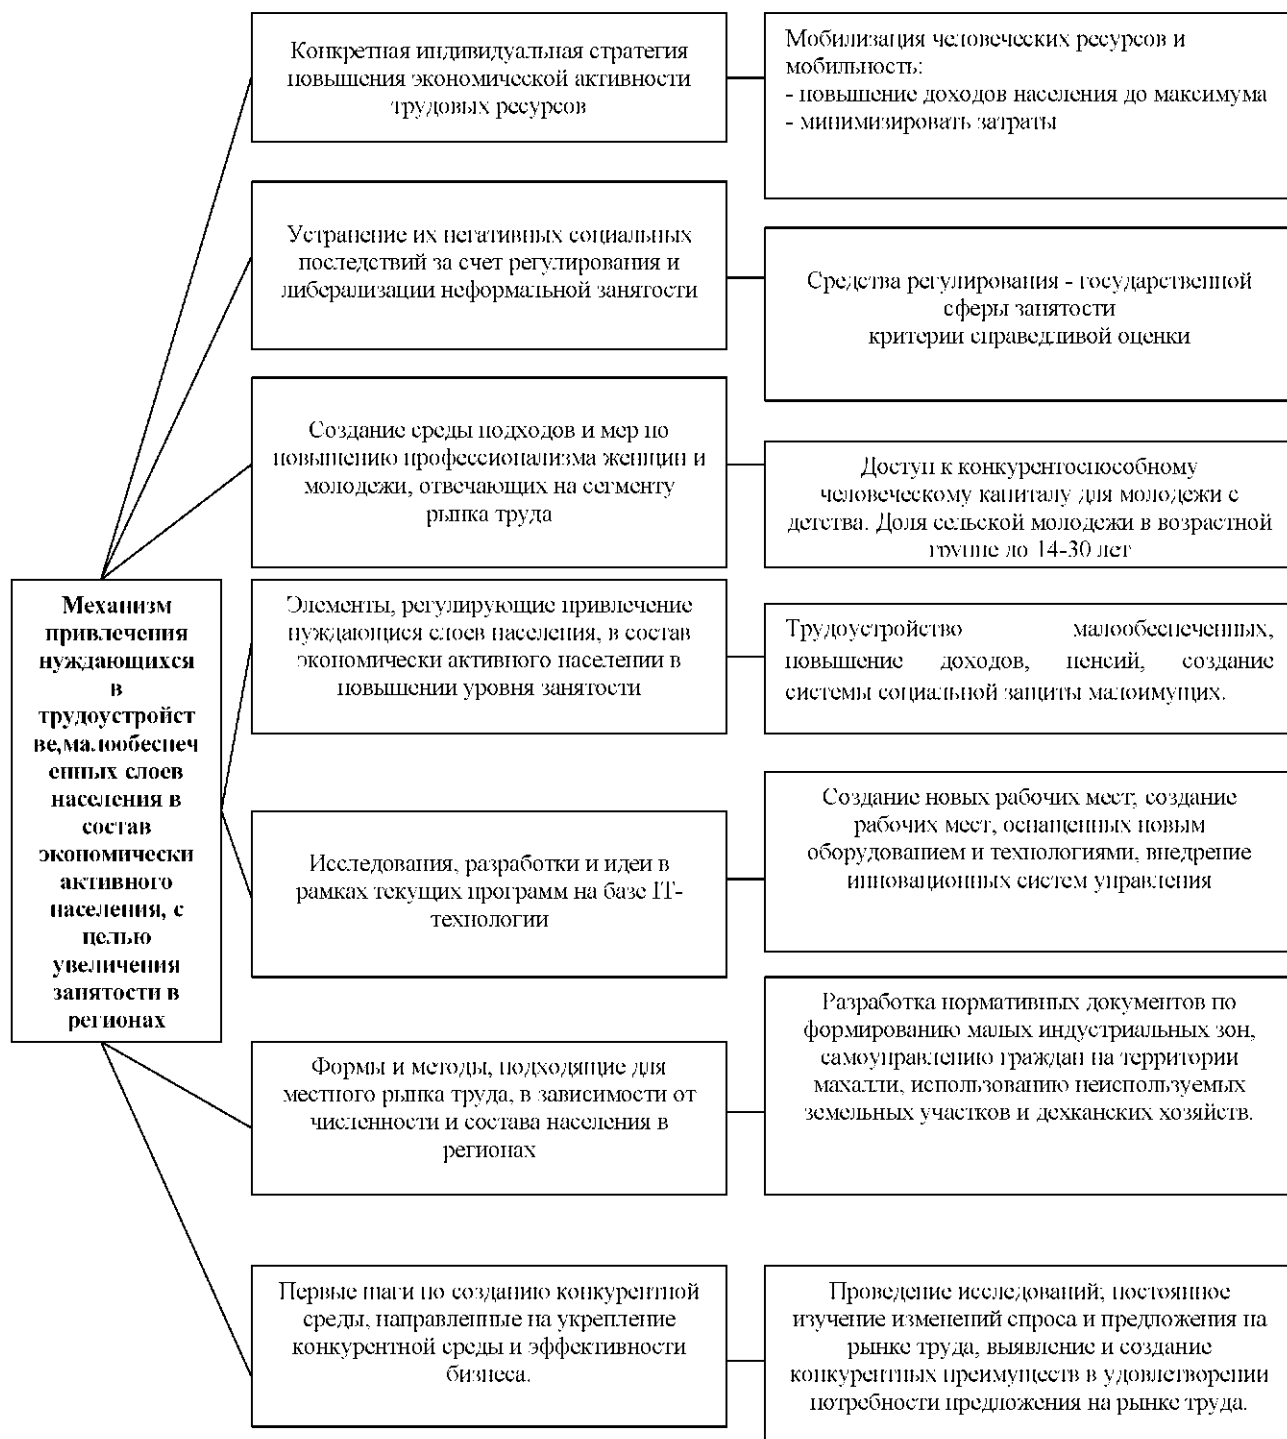 Конкретная индивидуальная стратегия
повышения экономической активности
трудовых ресурсов
Мобилизация человеческих ресурсов и
мобильность:
- повышение доходов населения до максимума
- минимизировать затраты
Устранение их негативных социальных
последствий за счет регулирования и
либерализации неформальной занятости
Средства регулирования - государственной
сферы занятости
критерии справедливой оценки
Создание среды подходов и мер по
повышению профессионализма женщин и
молодежи, отвечающих на сегменту
рынка труда
Доступ к конкурентоспособному
человеческому капиталу для молодежи с
детства. Доля сельской молодежи в возрастной
группе до 14-30 лет
Механизм
привлечения
нуждающихся
в
трудоустройст
ве,малообеспеч
енных слоев
населения в
состав
экономически
активного
населения, с
целью
увеличения
занятости в
регионах
Элементы, регулирующие привлечение
нуждающися слоев населения, в состав
экономически активного населении в
повышении уровня занятости
Трудоустройство малообеспеченных,
повышение доходов, пенсий, создание
системы социальной защиты малоимущих.
Исследования, разработки и идеи в
рамках текущих программ на базе IT-
технологии
Создание новых рабочих мест; создание
рабочих мест, оснащенных новым
оборудованием и технологиями, внедрение
инновационных систем управления
Формы и методы, подходящие для
местного рынка труда, в зависимости от
численности и состава населения в
регионах
Разработка нормативных документов по
формированию малых индустриальных зон,
самоуправлению граждан на территории
махалли, использованию неиспользуемых
земельных участков и дехканских хозяйств.
Первые шаги по созданию конкурентной
среды, направленные на укрепление
конкурентной среды и эффективности
бизнеса.
Проведение исследований; постоянное
изучение изменений спроса и предложения на
рынке труда, выявление и создание
конкурентных преимуществ в удовлетворении
потребности предложения на рынке труда.